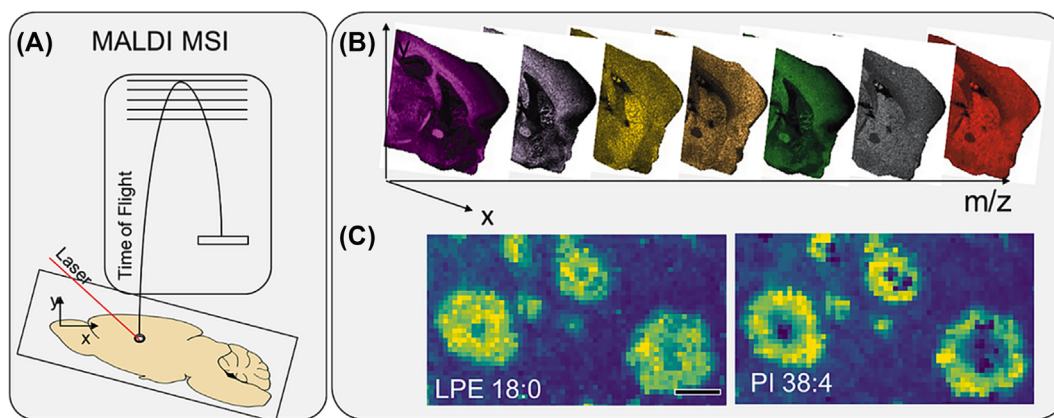 (A)
MALDI MSI
Time of Flight
Laser
y
x
(B)
x
m/z
(C)
LPE 18:0
PI 38:4